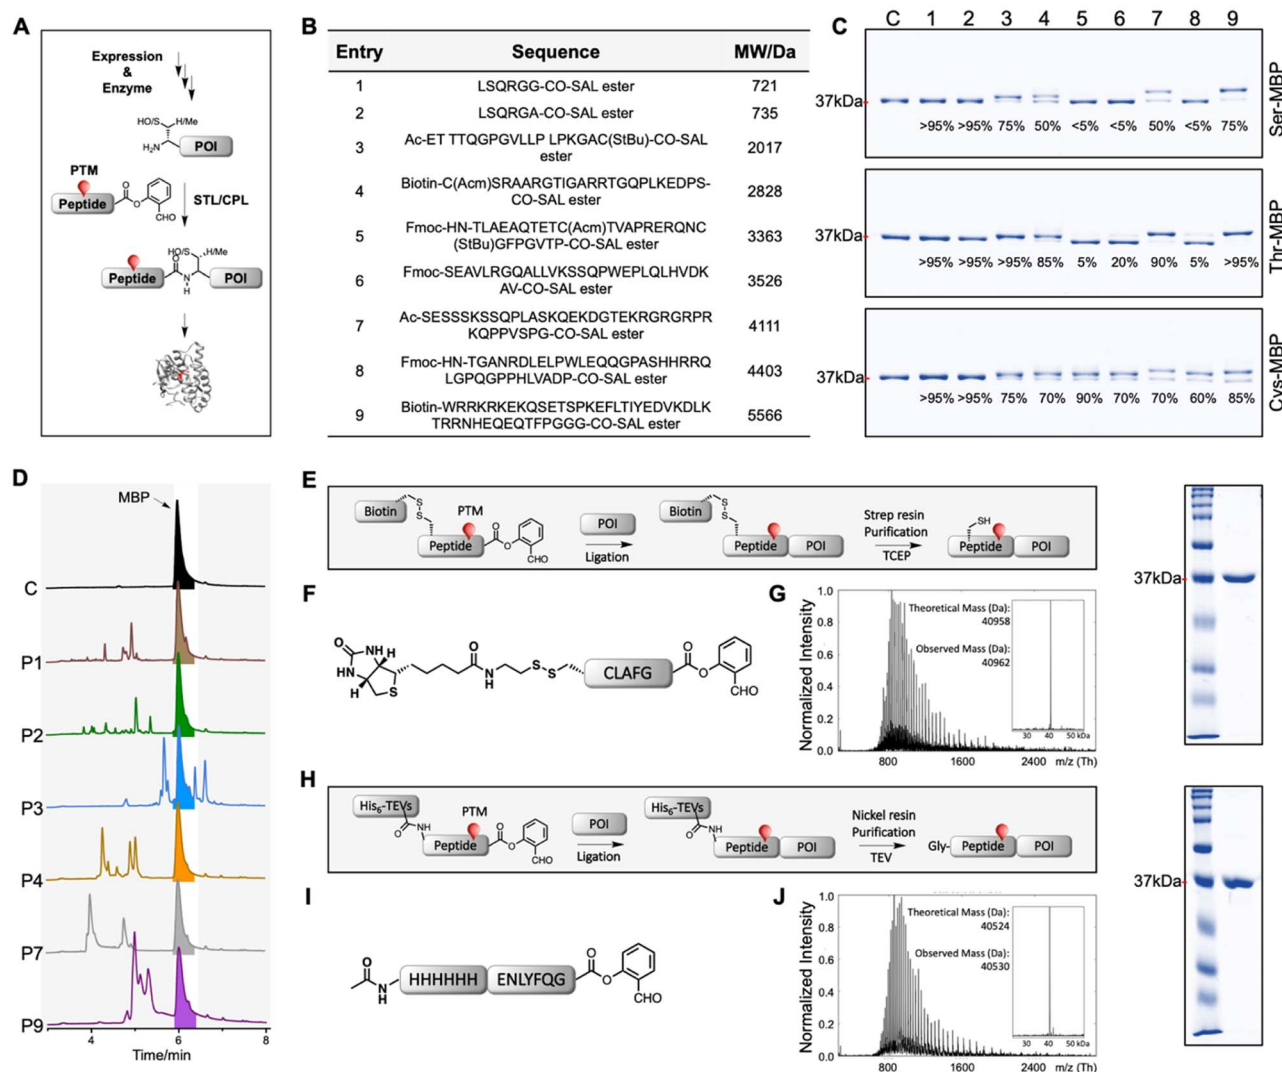 A
Expression
&
Enzyme
HO/S
H/Me
H₂N
POI
PTM
Peptide
O
O
CHO
STL/CPL
HO/S
H/Me
O
Peptide
N
H
POI
B
Entry Sequence MW/Da
1 LSQRGG-CO-SAL ester 721
2 LSQRGA-CO-SAL ester 735
3 Ac-ET TTQGPGVLLP LPKGAC(StBu)-CO-SAL
ester 2017
4 Biotin-C(Acm)SRAARGTIGARRTGQPLKEDPS-
CO-SAL ester 2828
5 Fmoc-HN-TLAEAQTETC(Acm)TVAPRERQNC
(StBu)GFPGVTP-CO-SAL ester 3363
6 Fmoc-SEAVLRGQALLVKSSQPWEPLQLHVDK
AV-CO-SAL ester 3526
7 Ac-SESSSKSSQPLASKQEKDGTEKRGRGRPR
KQPPVSPG-CO-SAL ester 4111
8 Fmoc-HN-TGANRDLELPWLEQQGPASHHRRQ
LGPQGPPHLVADP-CO-SAL ester 4403
9 Biotin-WRRKRKEKQSETSPKEFLTIYEDVKDLK
TRRNHEQEQTFPGGG-CO-SAL ester 5566
C
C 1 2 3 4 5 6 7 8 9
37kDa
>95% >95% 75% 50% <5% <5% 50% <5% 75%
Ser-MBP
37kDa
>95% >95% >95% 85% 5% 20% 90% 5% >95%
Thr-MBP
37kDa
>95% >95% 75% 70% 90% 70% 70% 60% 85%
Cys-MBP
D
MBP
C
P1
P2
P3
P4
P7
P9
4 6 8
Time/min
E
Biotin
S
S
PTM
Peptide
O
O
CHO
POI
Ligation
Biotin
S
S
Peptide
POI
Strep resin
Purification
TCEP
SH
Peptide
POI
37kDa
F
O
NH
HN
H
H
S
O
N
H
S
S
CLAFG
O
O
CHO
G
Normalized Intensity
1.0
0.8
0.6
0.4
0.2
0.0
800 1600 2400 m/z (Th)
Theoretical Mass (Da):
40958
Observed Mass (Da):
40962
30 40 50 kDa
H
His₆-TEVs
O
NH
PTM
Peptide
O
O
CHO
POI
Ligation
His₆-TEVs
O
NH
Peptide
POI
Nickel resin
Purification
TEV
Gly-
Peptide
POI
37kDa
I
O
N
H
HHHHHH
ENLYFQG
O
O
CHO
J
Normalized Intensity
1.0
0.8
0.6
0.4
0.2
0.0
800 1600 2400 m/z (Th)
Theoretical Mass (Da):
40524
Observed Mass (Da):
40530
30 40 50 kDa